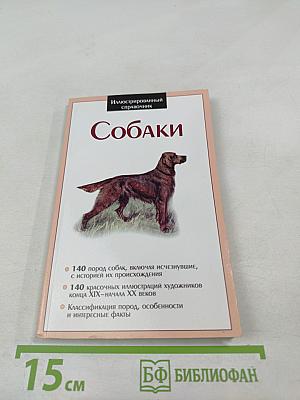 Иллюстрированный
справочник
Собаки
140 пород собак, включая исчезнувшие,
с историей их происхождения
140 красочных иллюстраций художников
конца XIX–начала XX веков
Классификация пород, особенности
и интересные факты
15 см
БФ БИБЛИОФАН